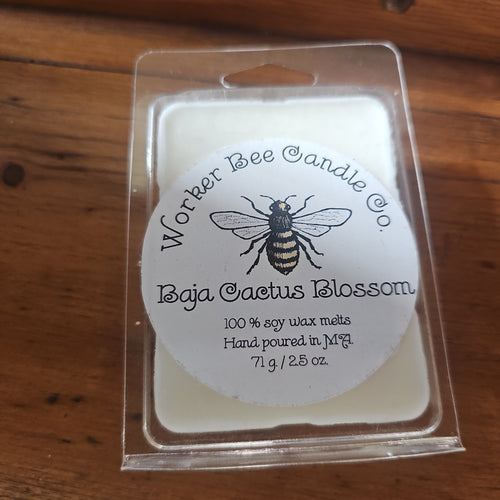 Worker Bee Candle Co.
Baja Cactus Blossom
100 % soy wax melts
Hand poured in MA.
71 g. / 2.5 oz.